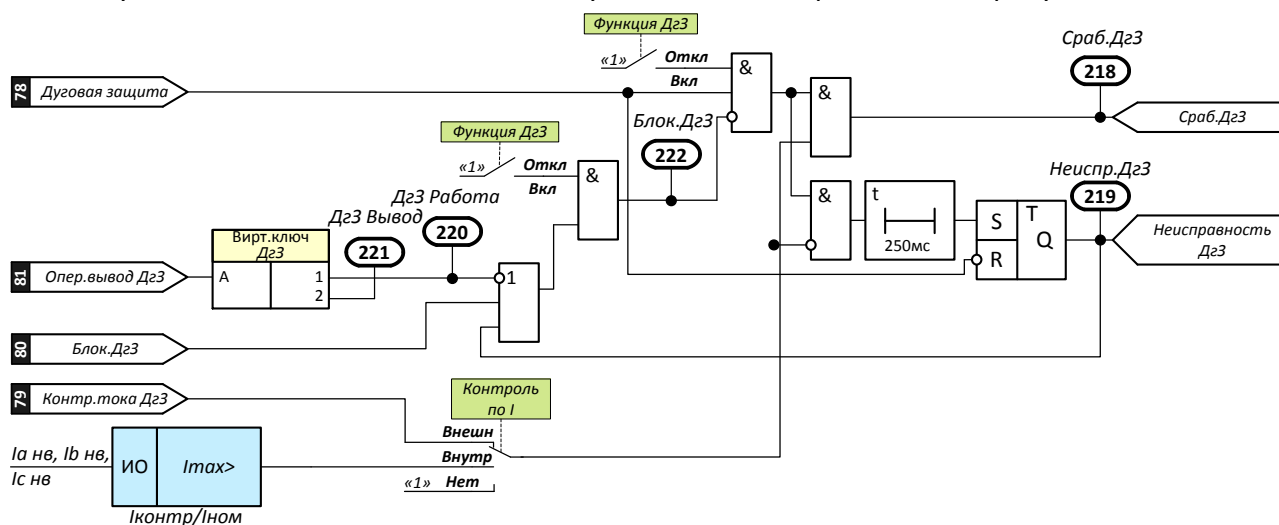 Функция ДгЗ
«1»
Откл
Вкл
&
Сраб.ДгЗ
218
78
Дуговая защита
&
Сраб.ДгЗ
Функция ДгЗ
«1»
Откл
Вкл
Блок.ДгЗ
222
&
&
t
250мс
S
T
Q
R
Неиспр.ДгЗ
219
Неисправность
ДгЗ
ДгЗ Работа
220
ДгЗ Вывод
221
Вирт.ключ
ДгЗ
81
Опер.вывод ДгЗ
A
1
2
1
80
Блок.ДгЗ
79
Контр.тока ДгЗ
Контроль
по I
Внешн
Внутр
«1»
Нет
Ia нв, Ib нв,
Ic нв
ИО
Imax>
Iконтр/Iном